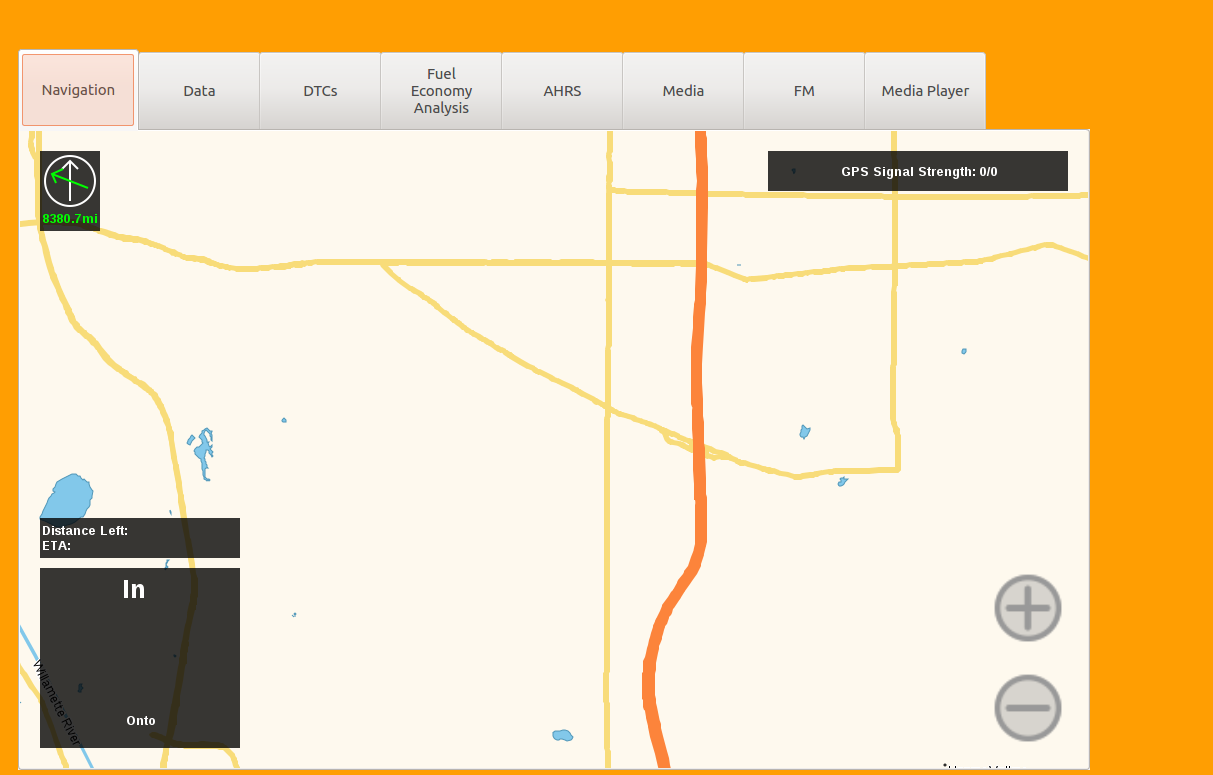 Navigation
Data
DTCs
Fuel
Economy
Analysis
AHRS
Media
FM
Media Player
8380.7mi
GPS Signal Strength: 0/0
Distance Left:
ETA:
In
Willamette River
Onto